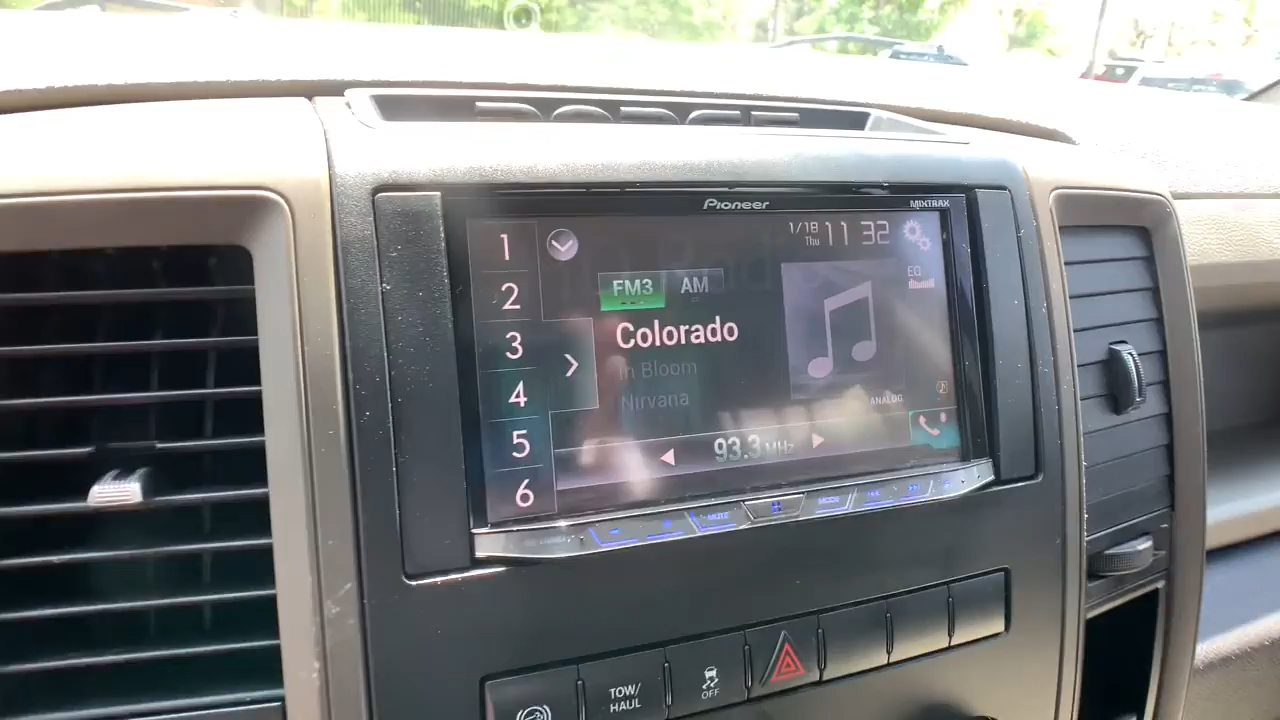 DODGE
Pioneer
MIXTRAX
1
2
3
4
5
6
1/18
Thu
11 32
EQ
FM3
AM
Colorado
In Bloom
Nirvana
ANALOG
93.3 MHz
MUTE
MODE
TOW/
HAUL
OFF